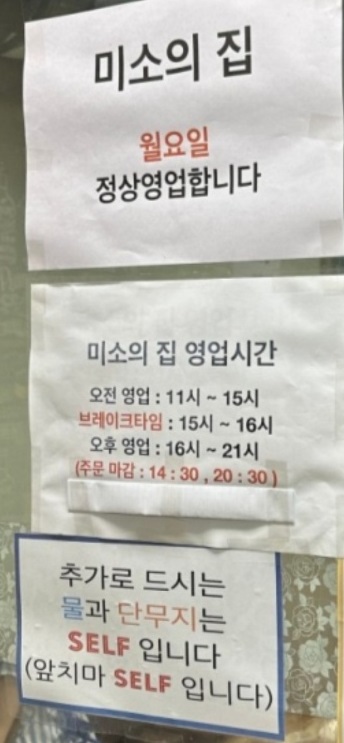 미소의 집
월요일
정상영업합니다
미소의 집 영업시간
오전 영업 : 11시 ~ 15시
브레이크타임 : 15시 ~ 16시
오후 영업 : 16시 ~ 21시
(주문 마감 : 14 : 30 , 20 : 30 )
추가로 드시는
물과 단무지는
SELF 입니다
(앞치마 SELF 입니다)